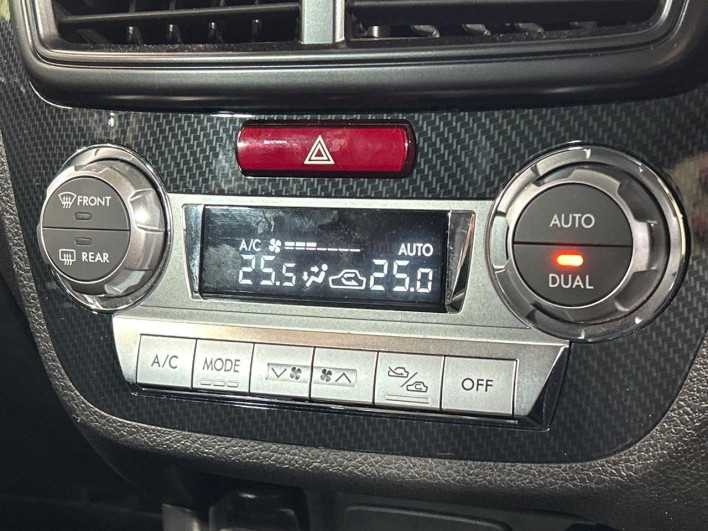 FRONT
REAR
A/C
AUTO
25.5
25.0
AUTO
DUAL
A/C
MODE
OFF